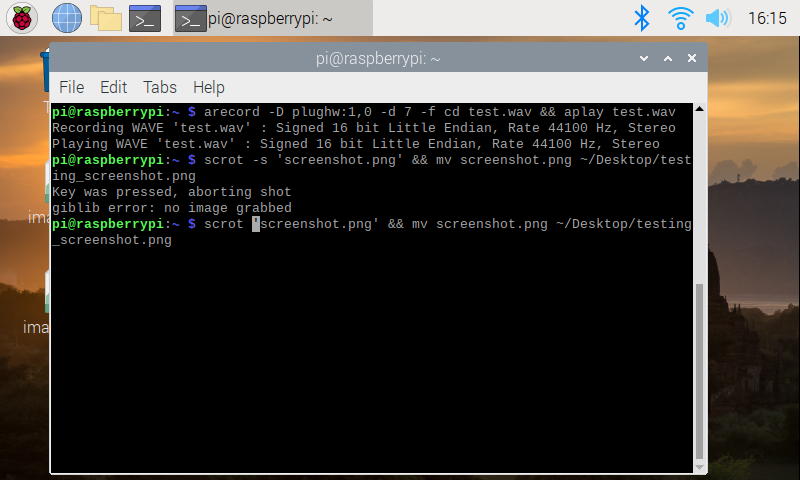 pi@raspberrypi: ~
16:15
pi@raspberrypi: ~
File Edit Tabs Help
pi@raspberrypi:~ $ arecord -D plughw:1,0 -d 7 -f cd test.wav && aplay test.wav
Recording WAVE 'test.wav' : Signed 16 bit Little Endian, Rate 44100 Hz, Stereo
Playing WAVE 'test.wav' : Signed 16 bit Little Endian, Rate 44100 Hz, Stereo
pi@raspberrypi:~ $ scrot -s 'screenshot.png' && mv screenshot.png ~/Desktop/test
ing_screenshot.png
Key was pressed, aborting shot
giblib error: no image grabbed
pi@raspberrypi:~ $ scrot 'screenshot.png' && mv screenshot.png ~/Desktop/testing
_screenshot.png